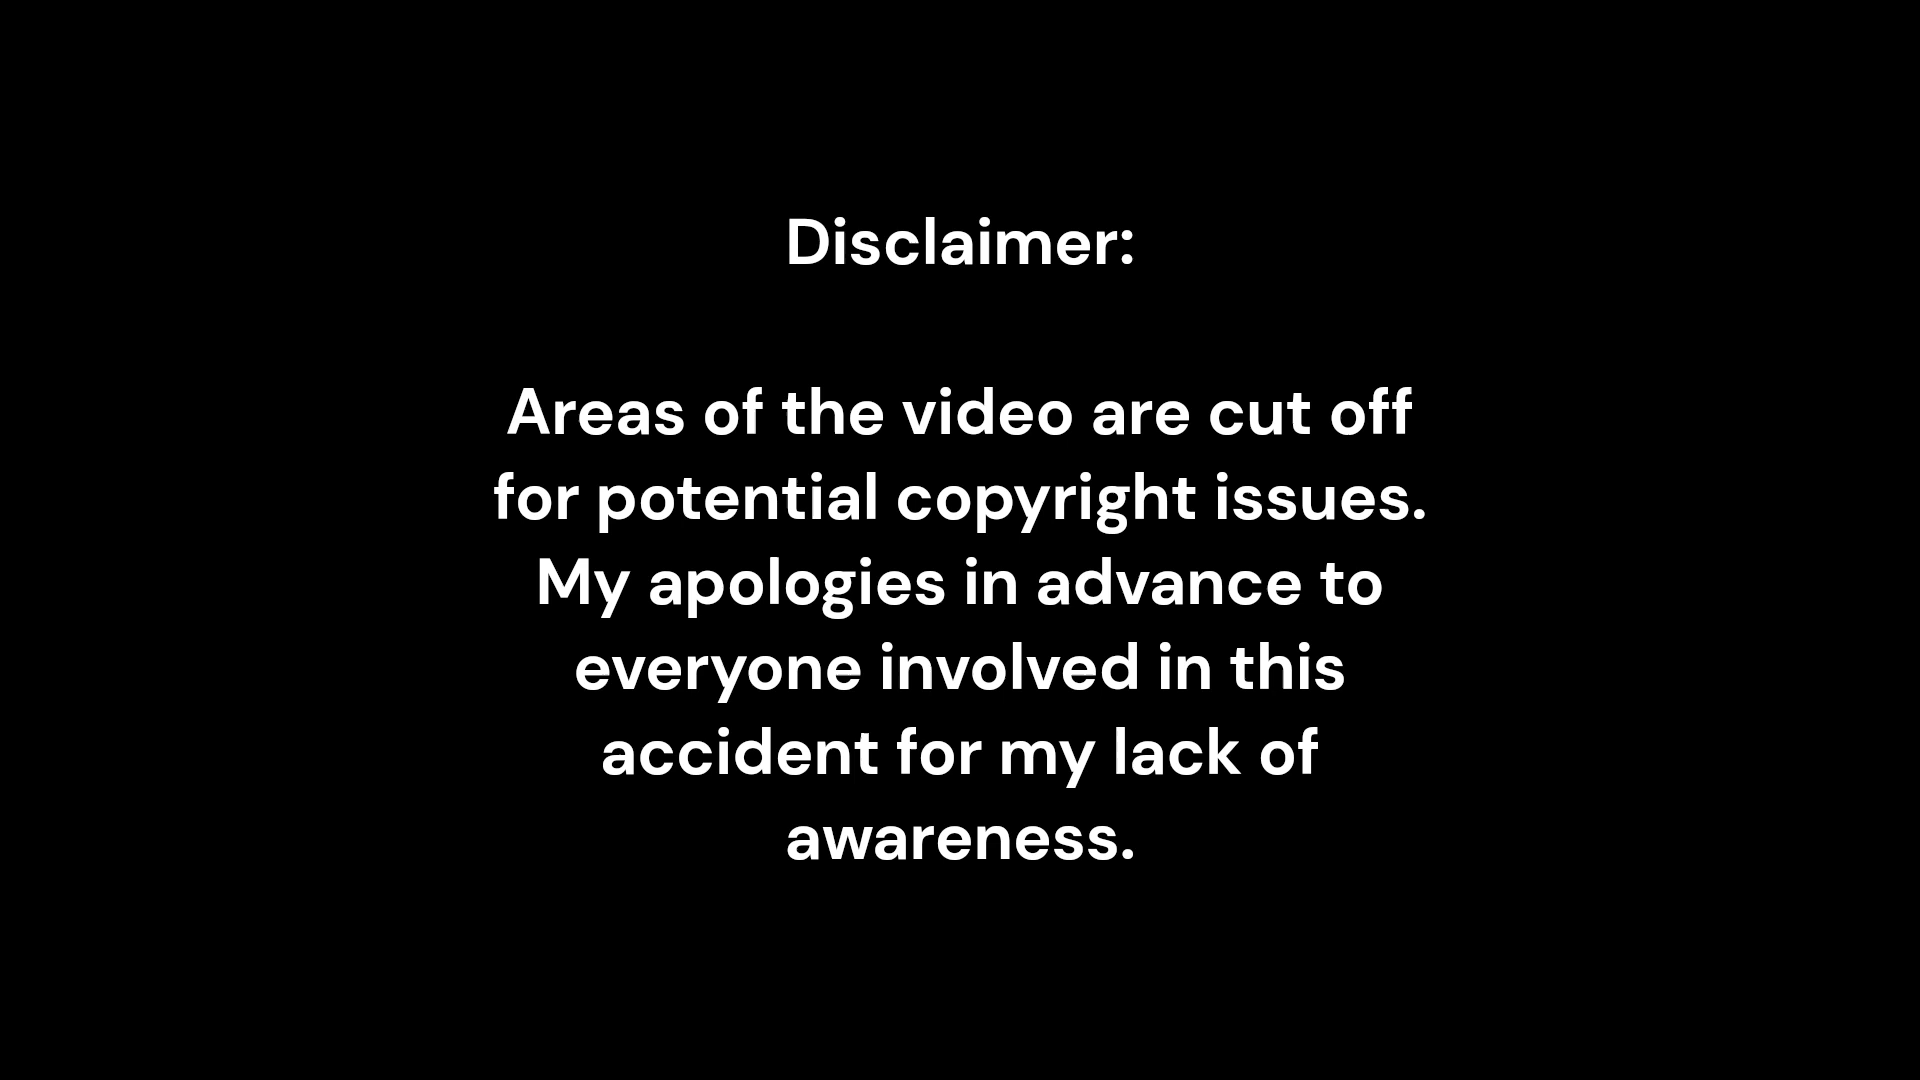 Disclaimer:
Areas of the video are cut off
for potential copyright issues.
My apologies in advance to
everyone involved in this
accident for my lack of
awareness.